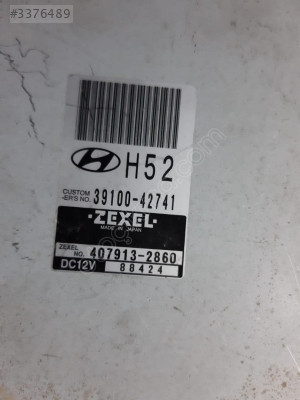 #3376489
H52
CUSTOM
-ER'S NO. 39100-42741
·ZEXEL·
MADE IN JAPAN
ZEXEL
NO. 407913-2860
DC12V 88424